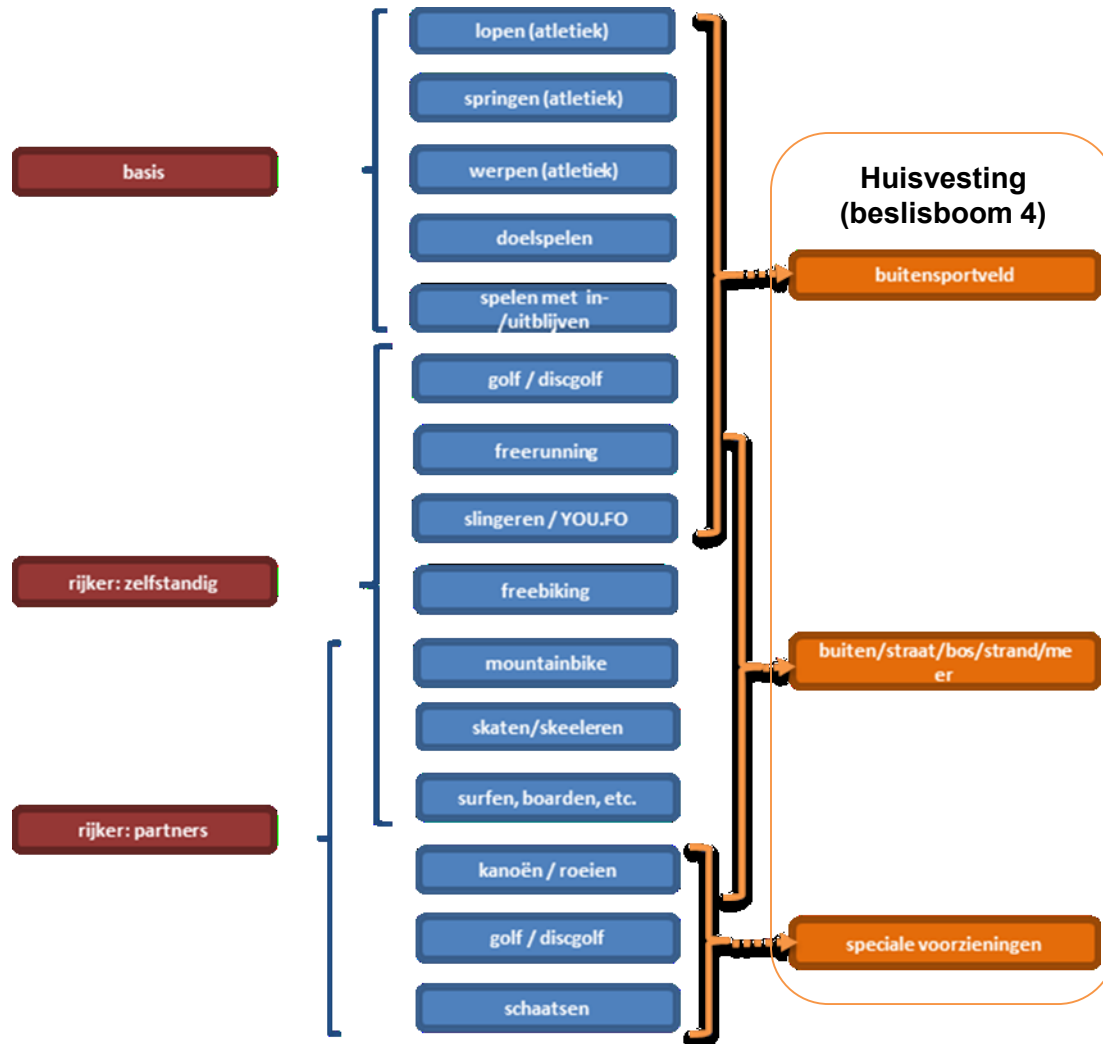 basis
rijker: zelfstandig
rijker: partners
lopen (atletiek)
springen (atletiek)
werpen (atletiek)
doelspelen
spelen met in-
/uitblijven
golf / discgolf
freerunning
slingeren / YOU.FO
freebiking
mountainbike
skaten/skeeleren
surfen, boarden, etc.
kanoën / roeien
golf / discgolf
schaatsen
Huisvesting
(beslisboom 4)
buitensportveld
buiten/straat/bos/strand/me
er
speciale voorzieningen